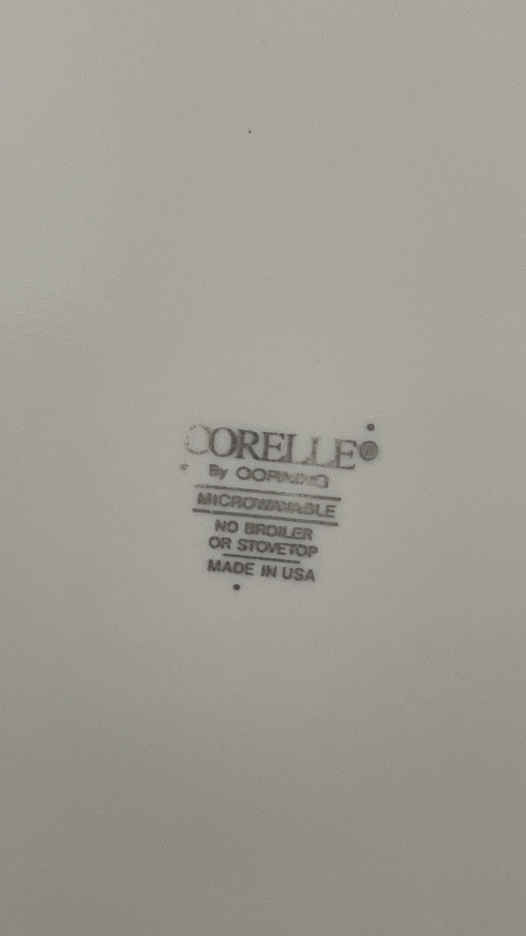 CORELLE®
By CORNING
MICROWAVABLE
NO BROILER
OR STOVETOP
MADE IN USA